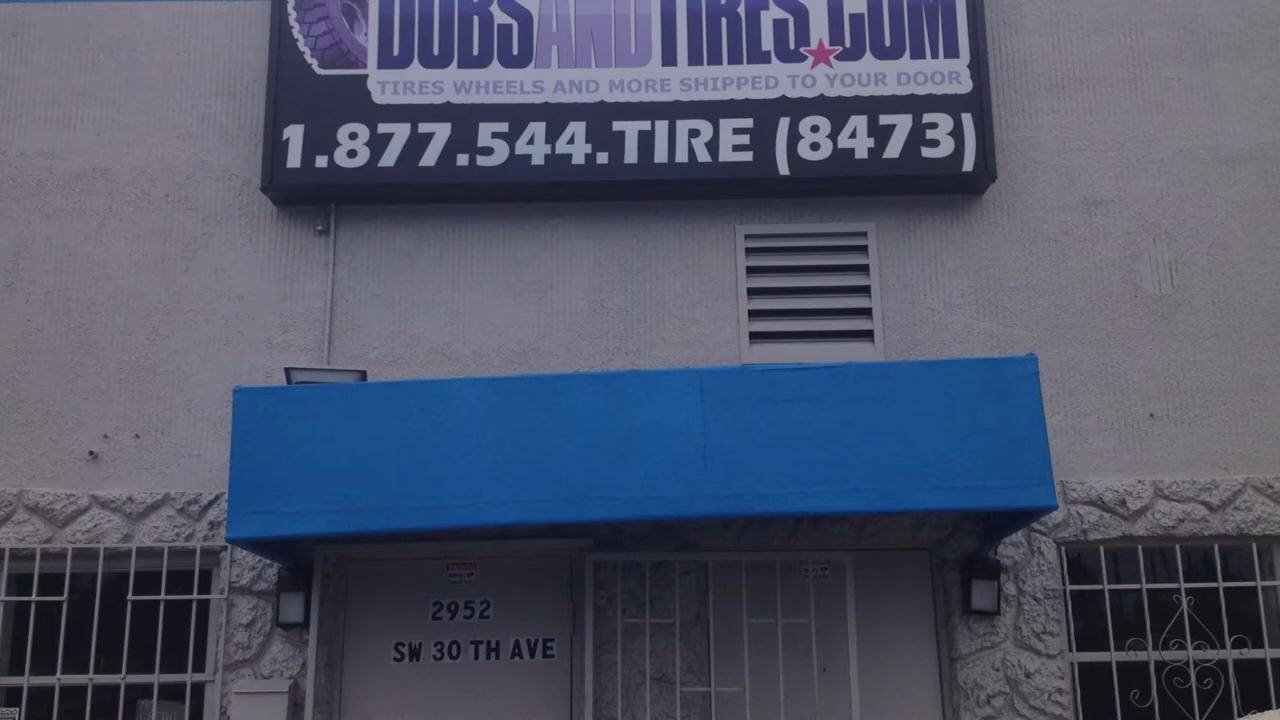 DUBSANDTIRES.COM
TIRES WHEELS AND MORE SHIPPED TO YOUR DOOR
1.877.544.TIRE (8473)
2952
SW 30 TH AVE